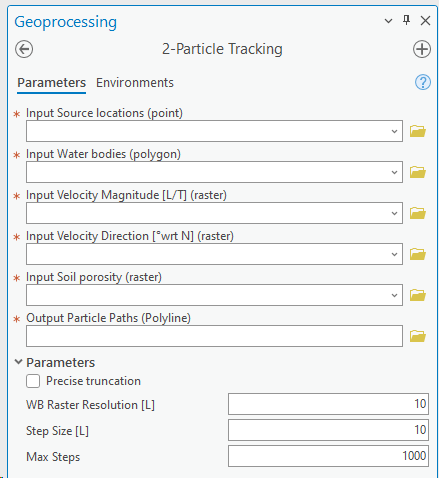 Geoprocessing
2-Particle Tracking
Parameters Environments
* Input Source locations (point)
* Input Water bodies (polygon)
* Input Velocity Magnitude [L/T] (raster)
* Input Velocity Direction [°wrt N] (raster)
* Input Soil porosity (raster)
* Output Particle Paths (Polyline)
Parameters
Precise truncation
WB Raster Resolution [L] 10
Step Size [L] 10
Max Steps 1000